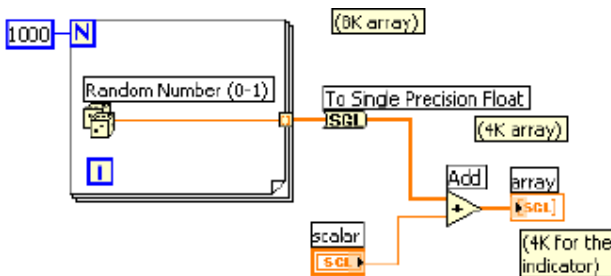 1000
N
(8K array)
Random Number (0-1)
To Single Precision Float
SGL
(4K array)
i
Add
array
[SGL]
scalar
SGL
(4K for the
indicator)